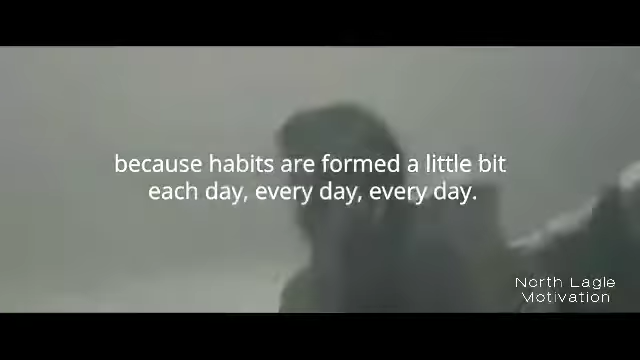 because habits are formed a little bit
each day, every day, every day.
North Lagle
Motivation